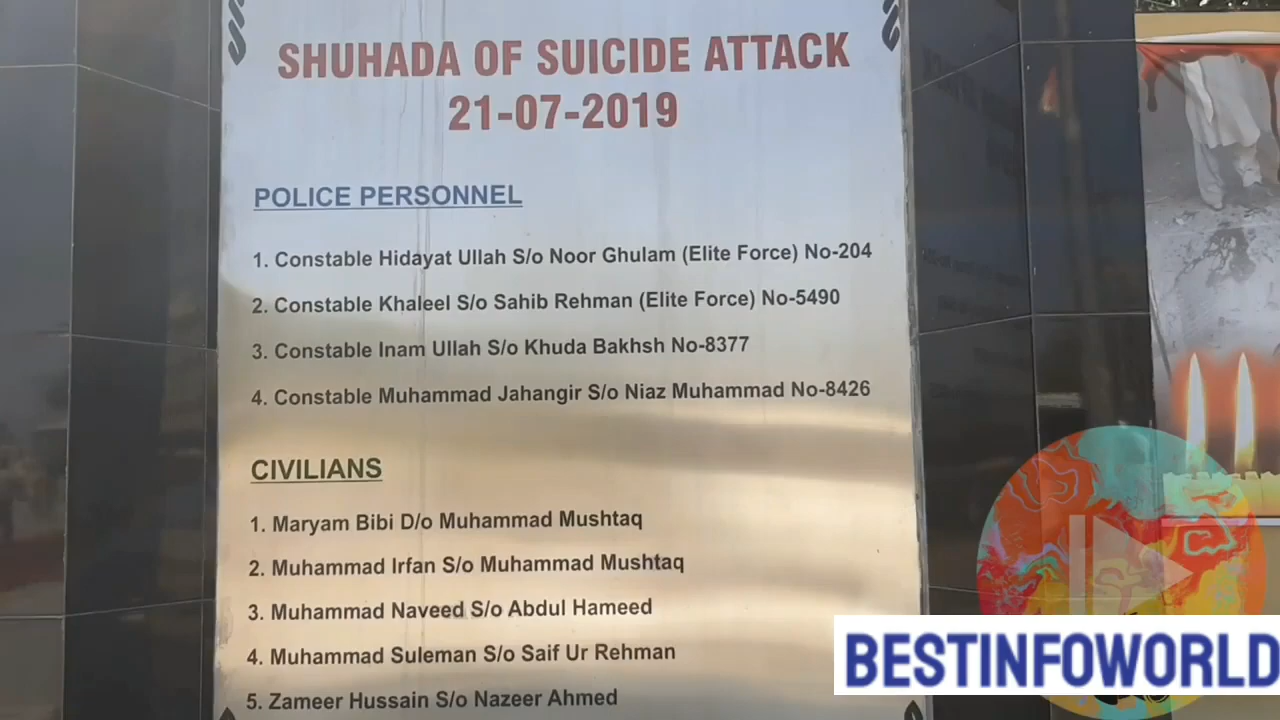 SHUHADA OF SUICIDE ATTACK
21-07-2019
POLICE PERSONNEL
1. Constable Hidayat Ullah S/o Noor Ghulam (Elite Force) No-204
2. Constable Khaleel S/o Sahib Rehman (Elite Force) No-5490
3. Constable Inam Ullah S/o Khuda Bakhsh No-8377
4. Constable Muhammad Jahangir S/o Niaz Muhammad No-8426
CIVILIANS
1. Maryam Bibi D/o Muhammad Mushtaq
2. Muhammad Irfan S/o Muhammad Mushtaq
3. Muhammad Naveed S/o Abdul Hameed
4. Muhammad Suleman S/o Saif Ur Rehman
5. Zameer Hussain S/o Nazeer Ahmed
BESTINFOWORLD